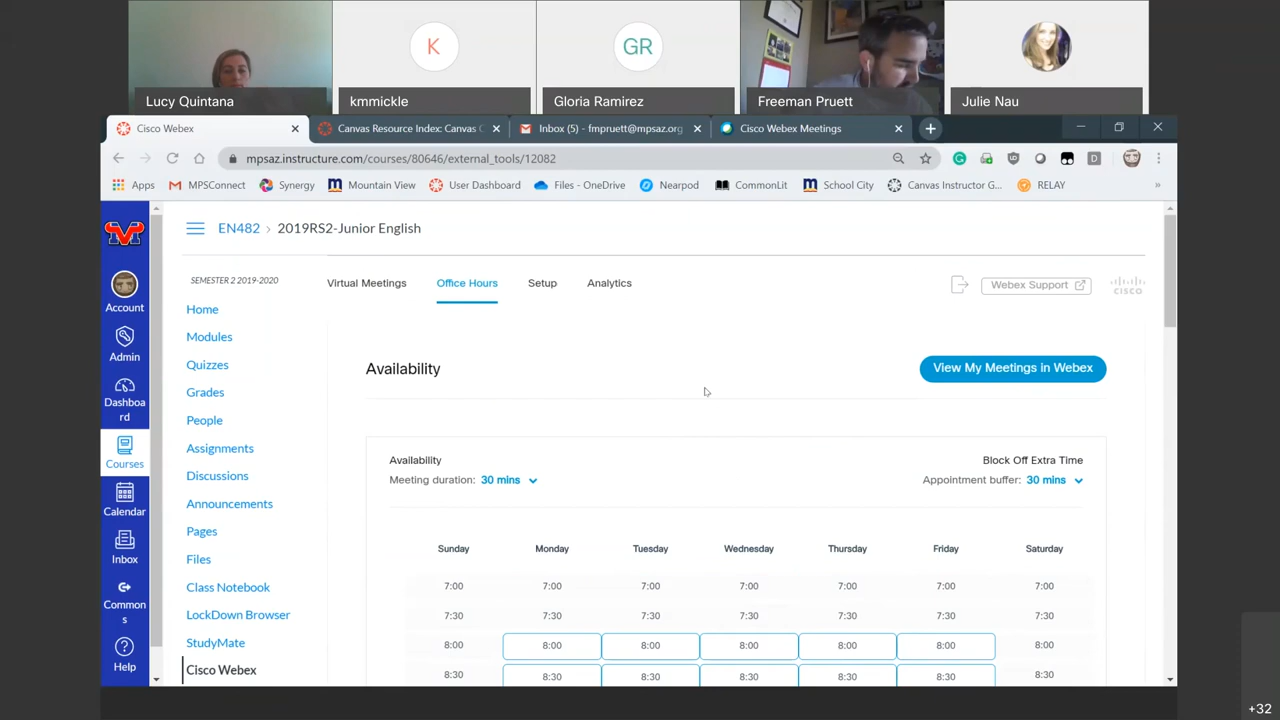 K
GR
Lucy Quintana
kmmickle
Gloria Ramirez
Freeman Pruett
Julie Nau
Cisco Webex
Canvas Resource Index: Canvas C
Inbox (5) - fmpruett@mpsaz.org
Cisco Webex Meetings
mpsaz.instructure.com/courses/80646/external_tools/12082
Apps
MPSConnect
Synergy
Mountain View
User Dashboard
Files - OneDrive
Nearpod
CommonLit
School City
Canvas Instructor G...
RELAY
»
EN482 › 2019RS2-Junior English
Account
Admin
Dashboa
rd
Courses
Calendar
Inbox
Common
s
Help
SEMESTER 2 2019-2020
Home
Modules
Quizzes
Grades
People
Assignments
Discussions
Announcements
Pages
Files
Class Notebook
LockDown Browser
StudyMate
Cisco Webex
Virtual Meetings
Office Hours
Setup
Analytics
Webex Support
CISCO
Availability
View My Meetings in Webex
Availability
Block Off Extra Time
Meeting duration: 30 mins
Appointment buffer: 30 mins
Sunday Monday Tuesday Wednesday Thursday Friday Saturday
7:00 7:00 7:00 7:00 7:00 7:00 7:00
7:30 7:30 7:30 7:30 7:30 7:30 7:30
8:00 8:00 8:00 8:00 8:00 8:00 8:00
8:30 8:30 8:30 8:30 8:30 8:30 8:30
+32